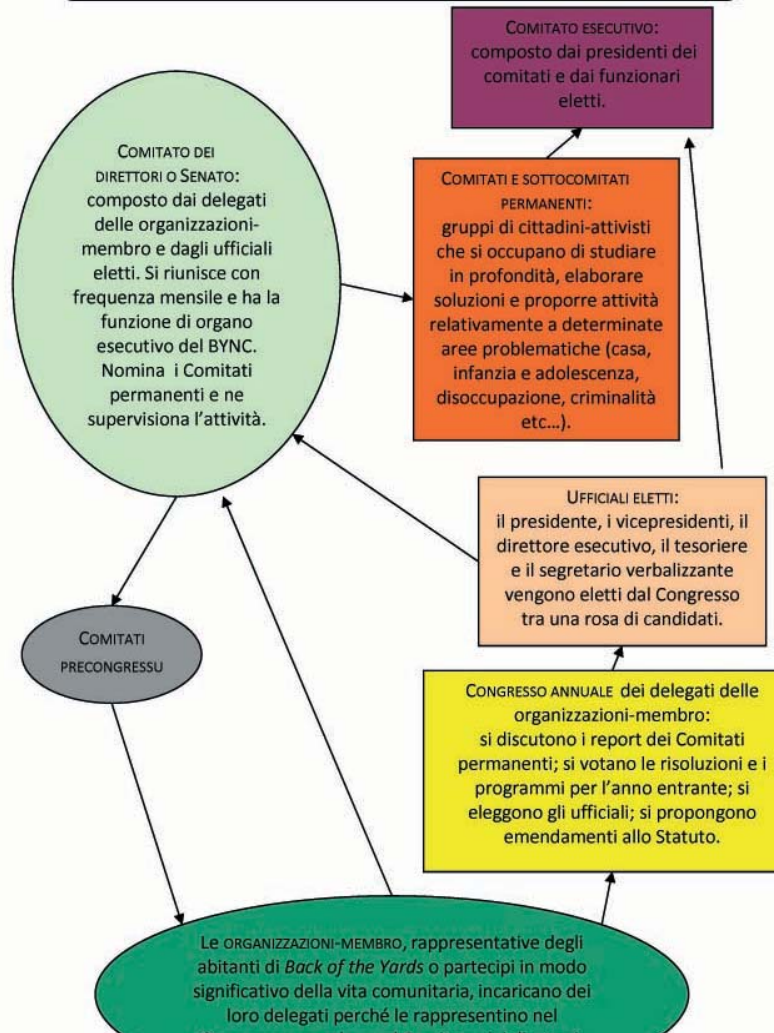 COMITATO ESECUTIVO:
composto dai presidenti dei
comitati e dai funzionari
eletti.
COMITATO DEI
DIRETTORI O SENATO:
composto dai delegati
delle organizzazioni-
membro e dagli ufficiali
eletti. Si riunisce con
frequenza mensile e ha la
funzione di organo
esecutivo del BYNC.
Nomina i Comitati
permanenti e ne
supervisiona l'attività.
COMITATI E SOTTOCOMITATI
PERMANENTI:
gruppi di cittadini-attivisti
che si occupano di studiare
in profondità, elaborare
soluzioni e proporre attività
relativamente a determinate
aree problematiche (casa,
infanzia e adolescenza,
disoccupazione, criminalità
etc...).
UFFICIALI ELETTI:
il presidente, i vicepresidenti, il
direttore esecutivo, il tesoriere
e il segretario verbalizzante
vengono eletti dal Congresso
tra una rosa di candidati.
COMITATI
PRECONGRESSU
CONGRESSO ANNUALE dei delegati delle
organizzazioni-membro:
si discutono i report dei Comitati
permanenti; si votano le risoluzioni e i
programmi per l'anno entrante; si
eleggono gli ufficiali; si propongono
emendamenti allo Statuto.
Le ORGANIZZAZIONI-MEMBRO, rappresentative degli
abitanti di Back of the Yards o partecipi in modo
significativo della vita comunitaria, incaricano dei
loro delegati perché le rappresentino nel